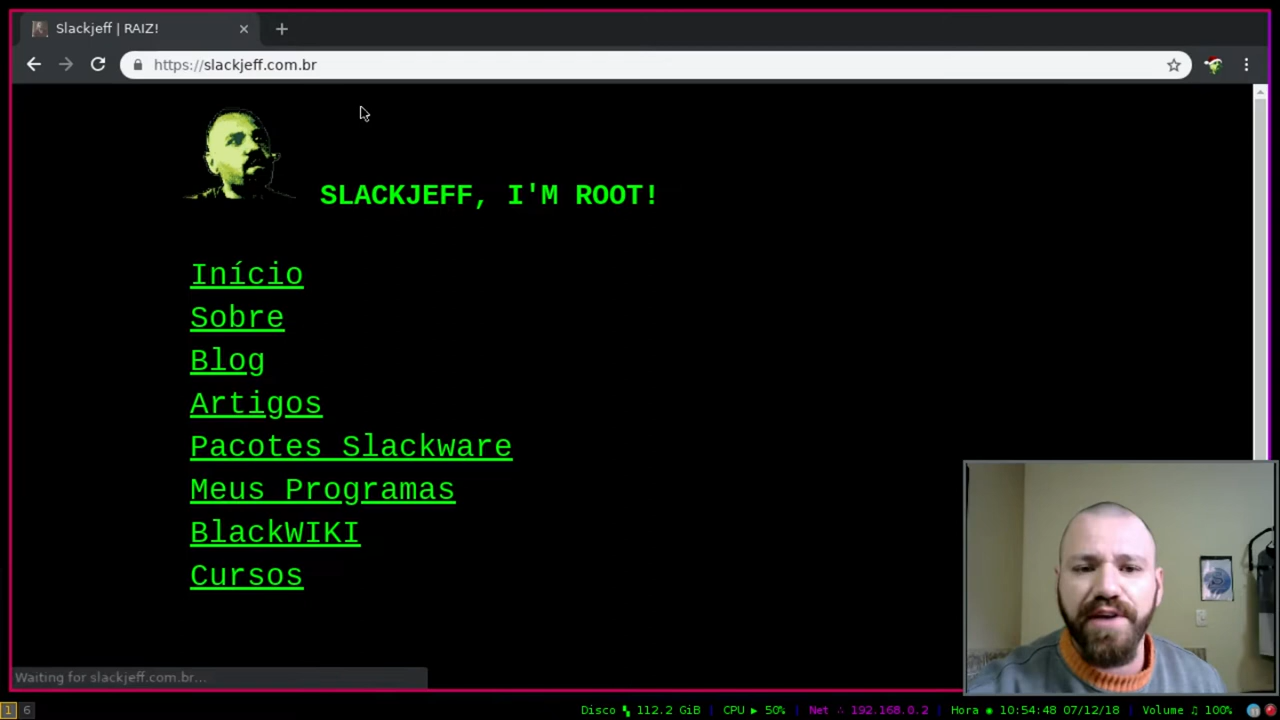 Slackjeff | RAIZ!
https://slackjeff.com.br
SLACKJEFF, I'M ROOT!
Início
Sobre
Blog
Artigos
Pacotes Slackware
Meus Programas
BlackWIKI
Cursos
Waiting for slackjeff.com.br...
1 6 Disco 112.2 GiB | CPU ▶ 50% | Net ∴ 192.168.0.2 | Hora ◉ 10:54:48 07/12/18 | Volume ♫ 100%